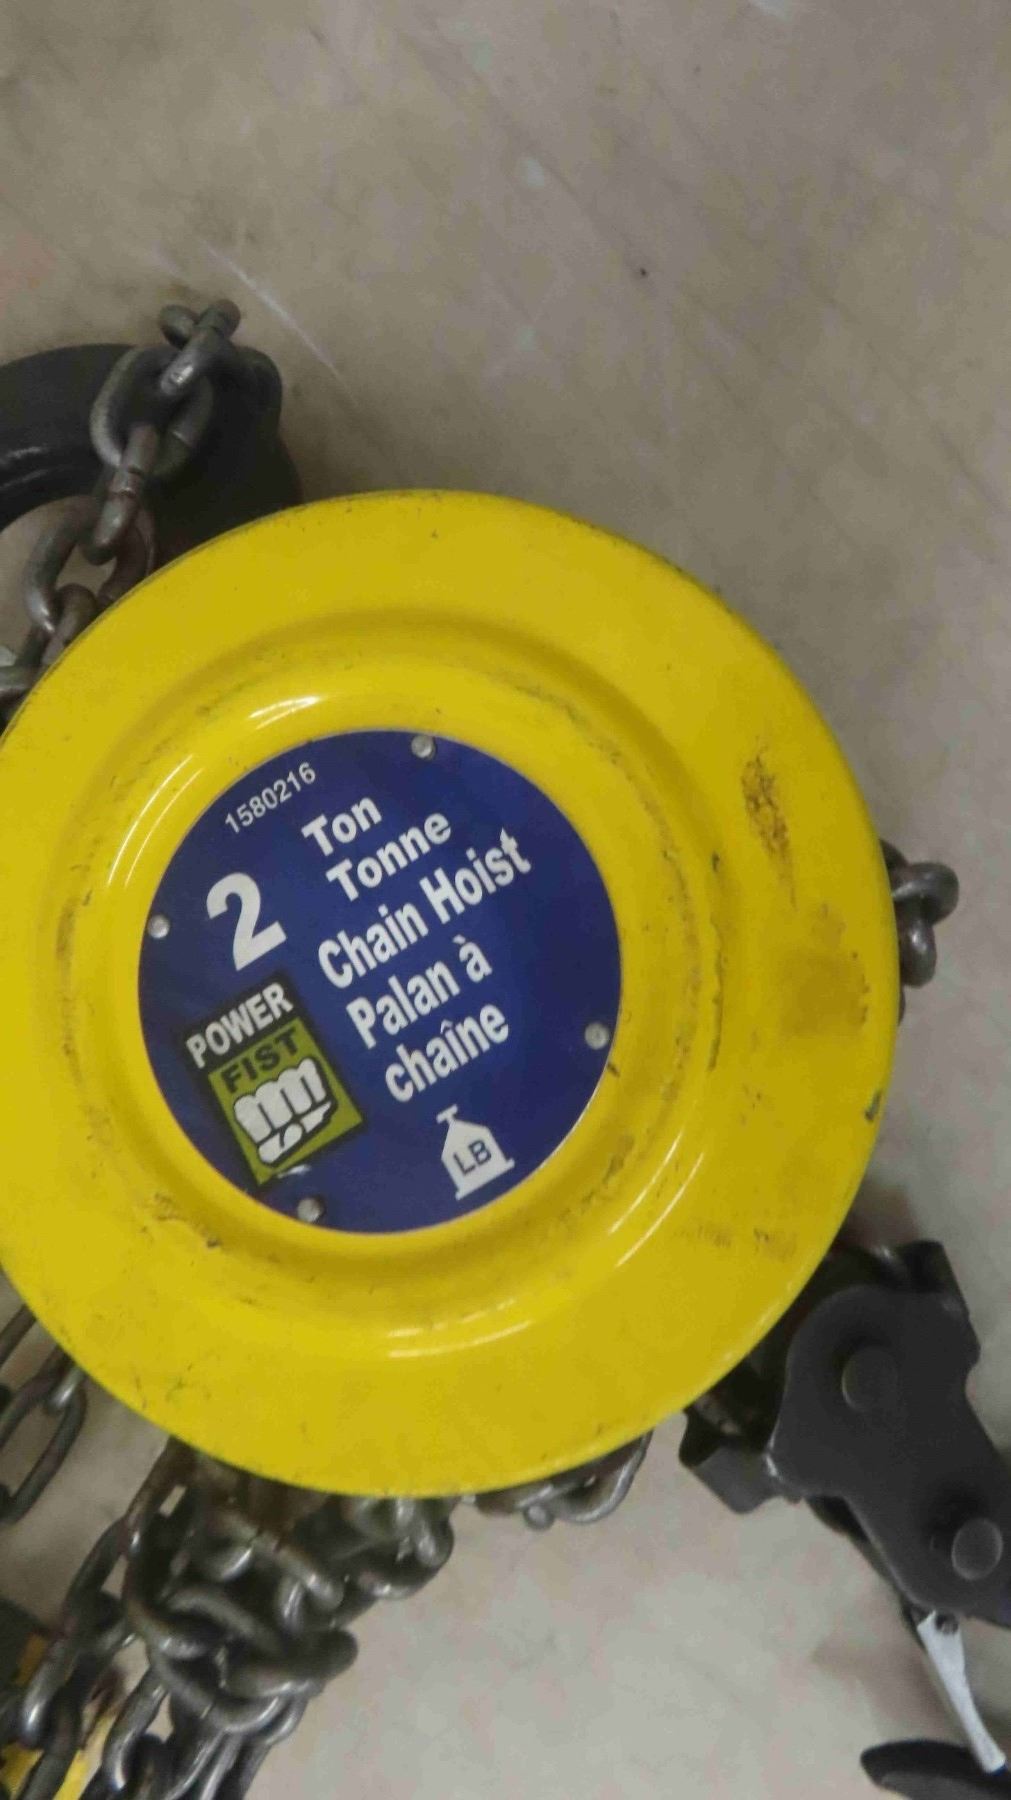 1580216
2
Ton
Tonne
Chain Hoist
Palan à
chaîne
POWER
FIST
LB